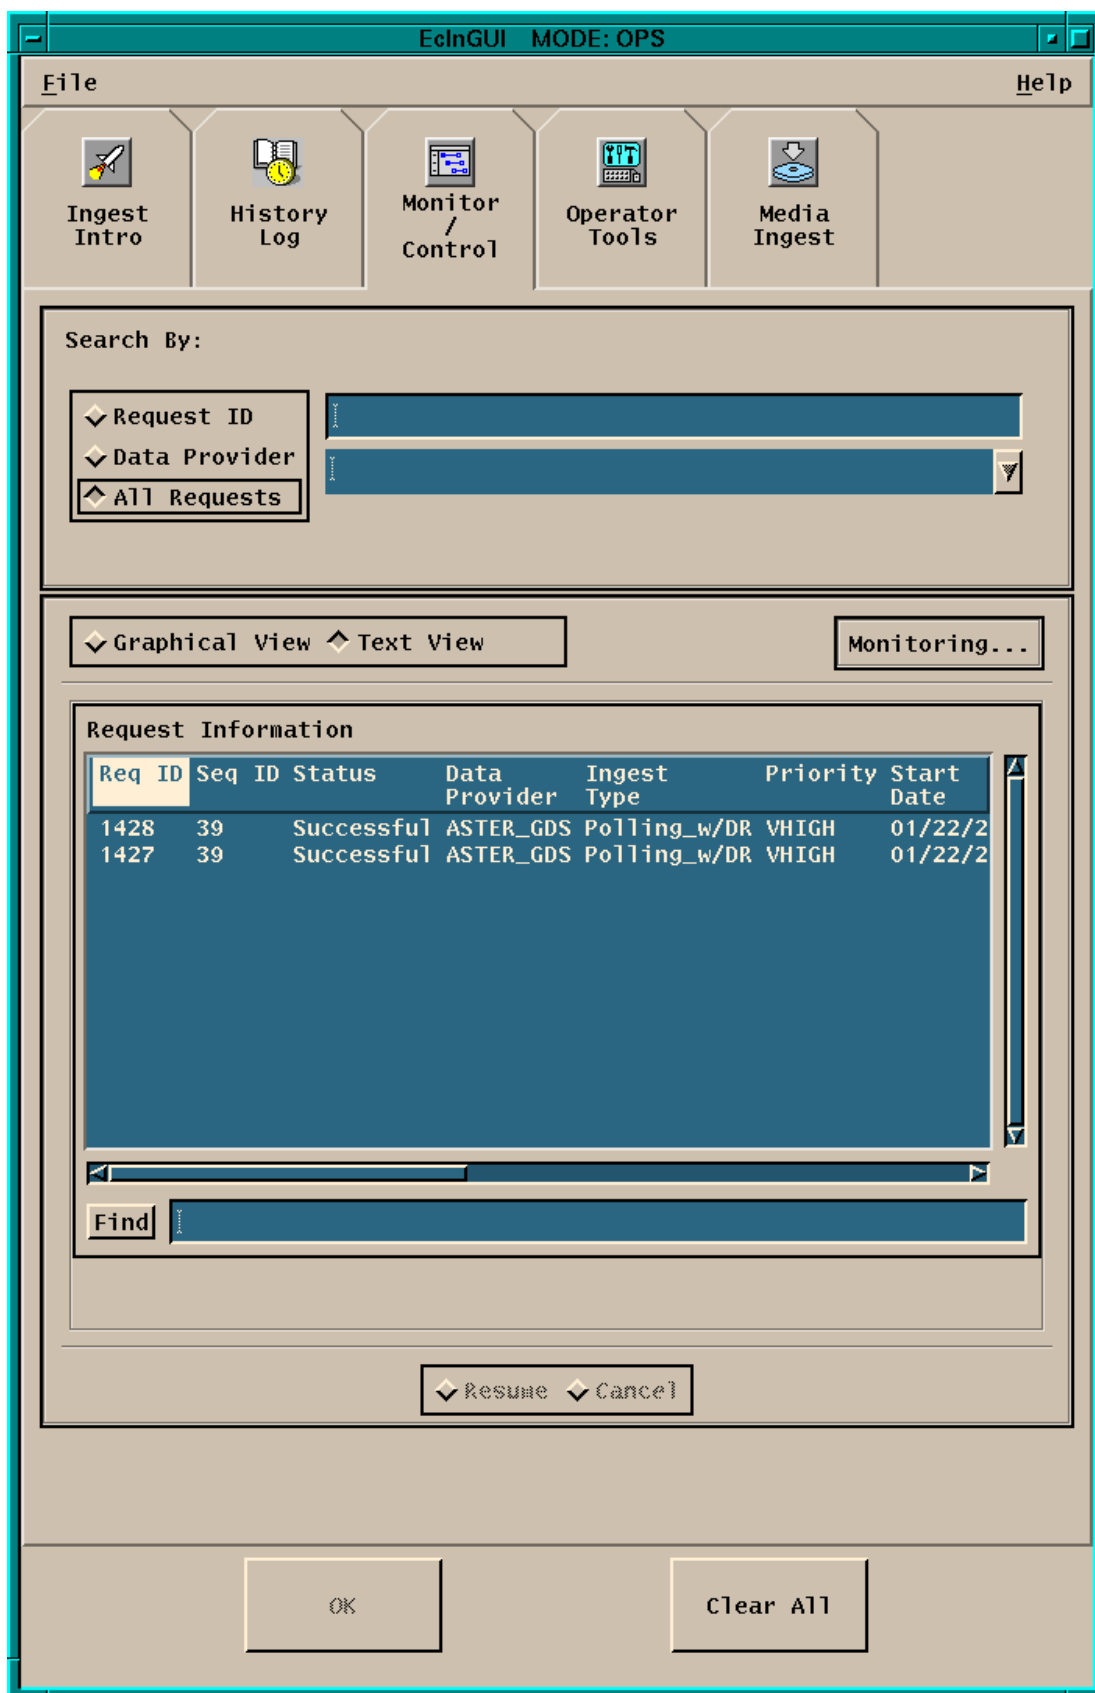 EcInGUI MODE: OPS
File Help
Ingest Intro
History Log
Monitor / Control
Operator Tools
Media Ingest
Search By:
Request ID
Data Provider
All Requests
Graphical View Text View Monitoring...
Request Information
Req ID Seq ID Status Data Provider Ingest Type Priority Start Date
1428 39 Successful ASTER_GDS Polling_w/DR VHIGH 01/22/2
1427 39 Successful ASTER_GDS Polling_w/DR VHIGH 01/22/2
Find
Resume Cancel
OK Clear All